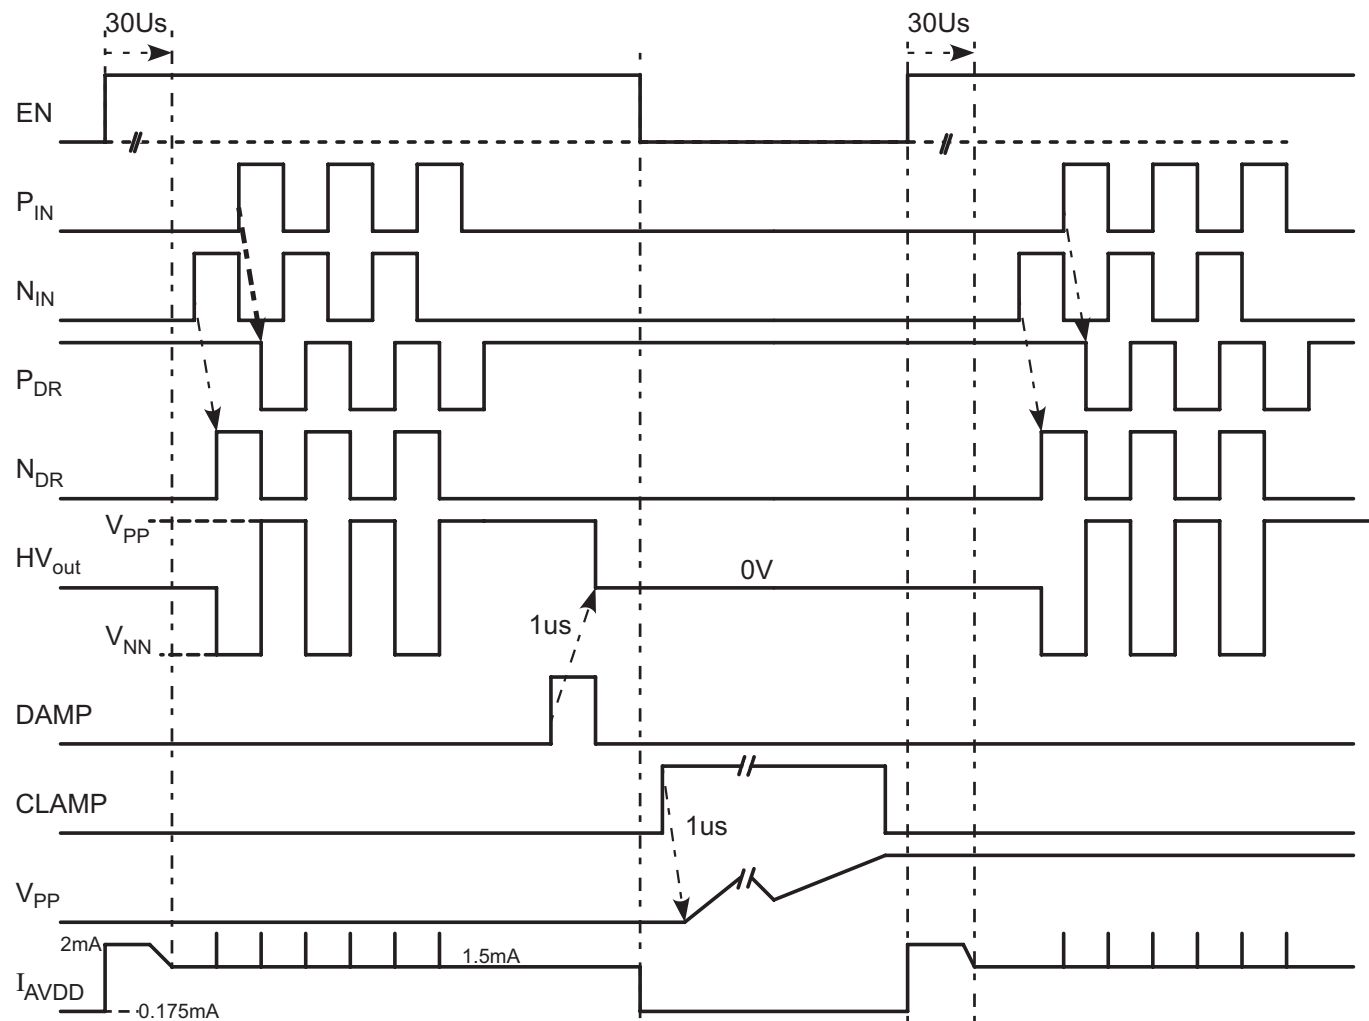 30Us
30Us
EN
PIN
NIN
PDR
NDR
VPP
HVout
0V
VNN
1us
DAMP
CLAMP
1us
VPP
2mA
1.5mA
IAVDD
0.175mA